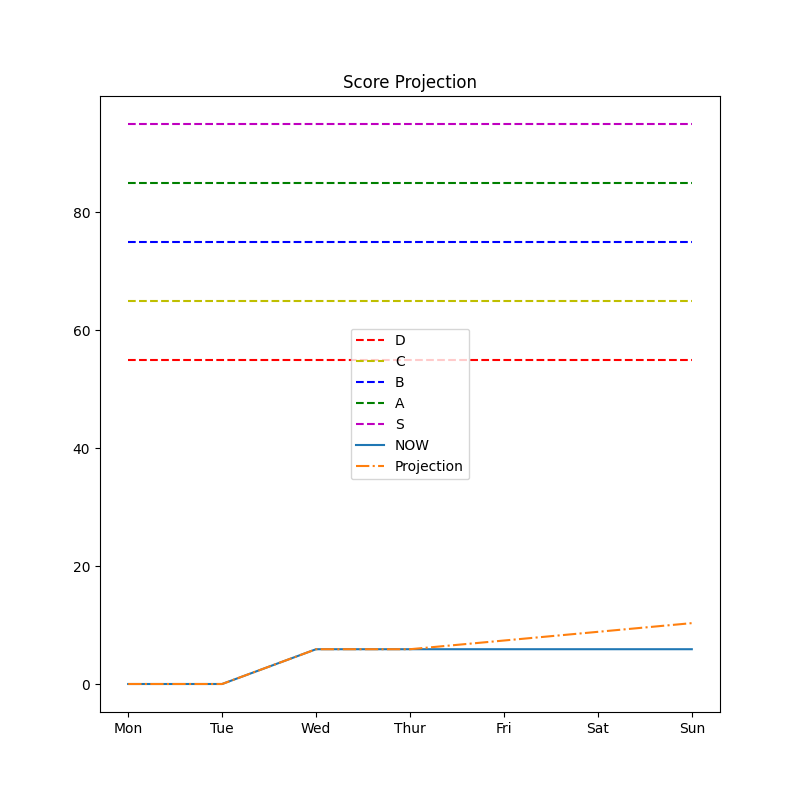 Score Projection
80
60
40
20
0
D
C
B
A
S
NOW
Projection
Mon Tue Wed Thur Fri Sat Sun